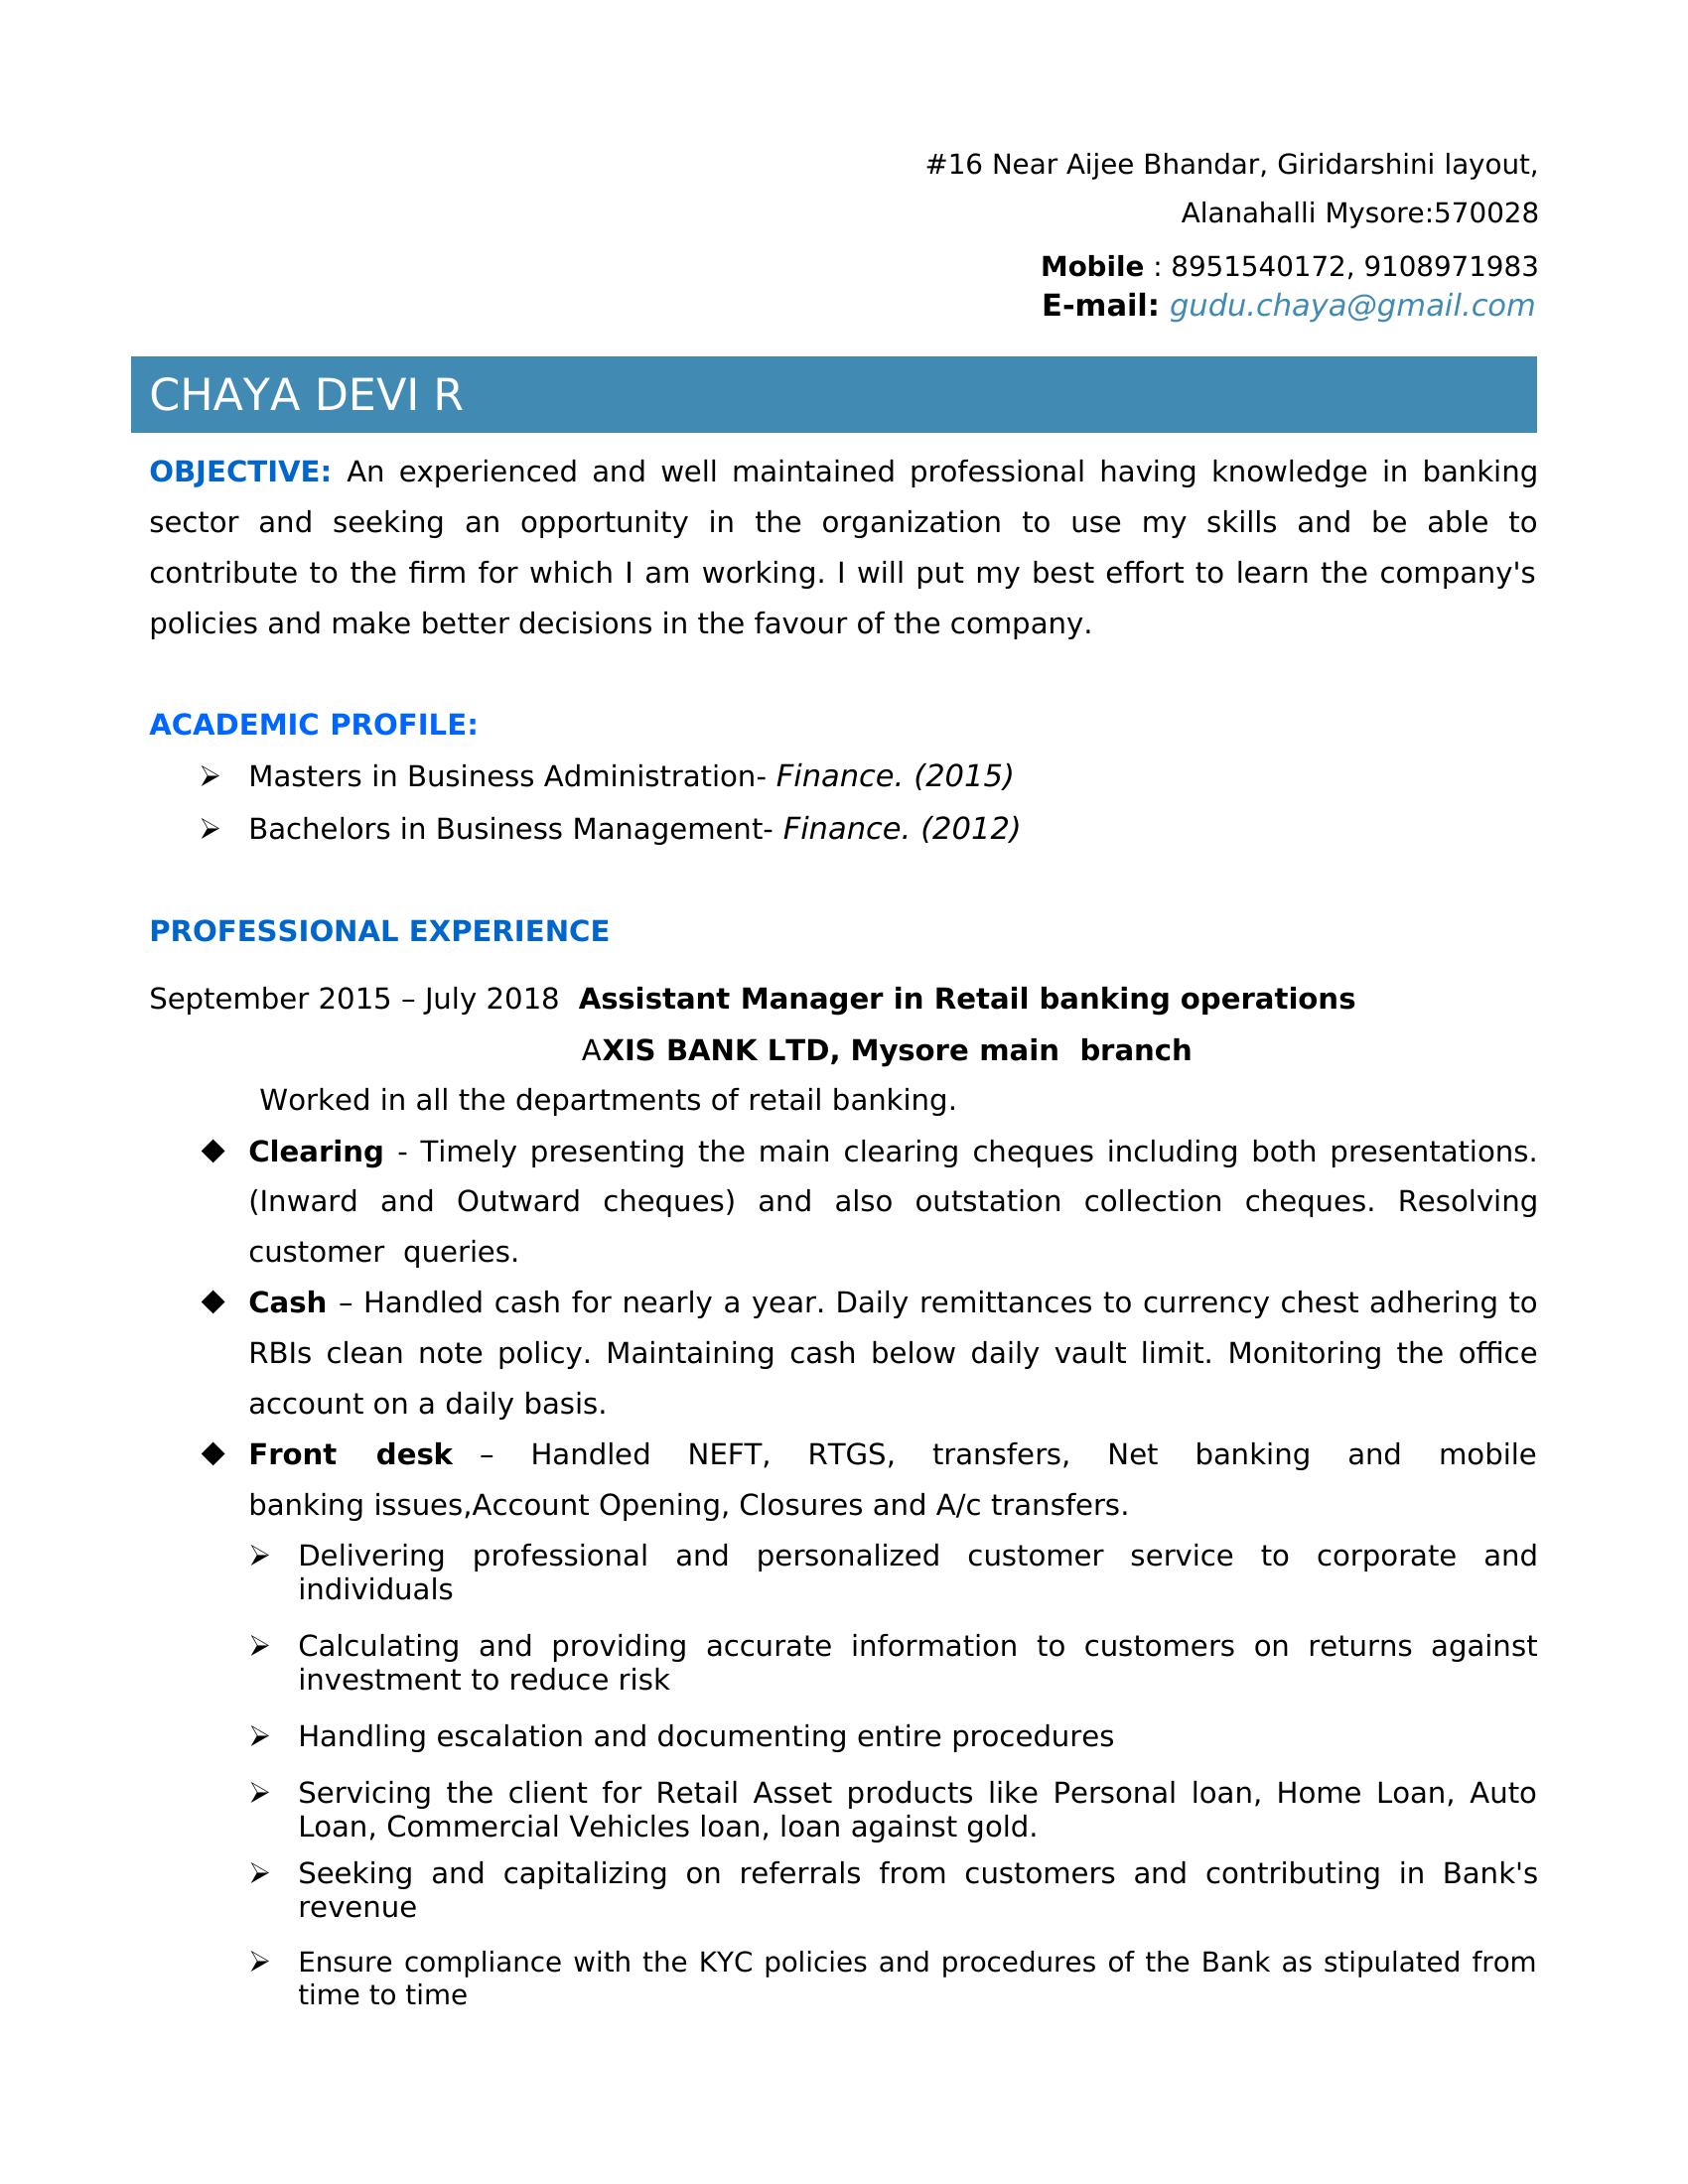 #16 Near Aijee Bhandar, Giridarshini layout,
Alanahalli Mysore:570028
Mobile : 8951540172, 9108971983
E-mail: gudu.chaya@gmail.com
CHAYA DEVI R
OBJECTIVE: An experienced and well maintained professional having knowledge in banking
sector and seeking an opportunity in the organization to use my skills and be able to
contribute to the firm for which I am working. I will put my best effort to learn the company's
policies and make better decisions in the favour of the company.
ACADEMIC PROFILE:
➢ Masters in Business Administration- Finance. (2015)
➢ Bachelors in Business Management- Finance. (2012)
PROFESSIONAL EXPERIENCE
September 2015 – July 2018 Assistant Manager in Retail banking operations
AXIS BANK LTD, Mysore main branch
Worked in all the departments of retail banking.
◆ Clearing - Timely presenting the main clearing cheques including both presentations.
(Inward and Outward cheques) and also outstation collection cheques. Resolving
customer queries.
◆ Cash – Handled cash for nearly a year. Daily remittances to currency chest adhering to
RBIs clean note policy. Maintaining cash below daily vault limit. Monitoring the office
account on a daily basis.
◆ Front desk – Handled NEFT, RTGS, transfers, Net banking and mobile
banking issues,Account Opening, Closures and A/c transfers.
➢ Delivering professional and personalized customer service to corporate and
individuals
➢ Calculating and providing accurate information to customers on returns against
investment to reduce risk
➢ Handling escalation and documenting entire procedures
➢ Servicing the client for Retail Asset products like Personal loan, Home Loan, Auto
Loan, Commercial Vehicles loan, loan against gold.
➢ Seeking and capitalizing on referrals from customers and contributing in Bank's
revenue
➢ Ensure compliance with the KYC policies and procedures of the Bank as stipulated from
time to time